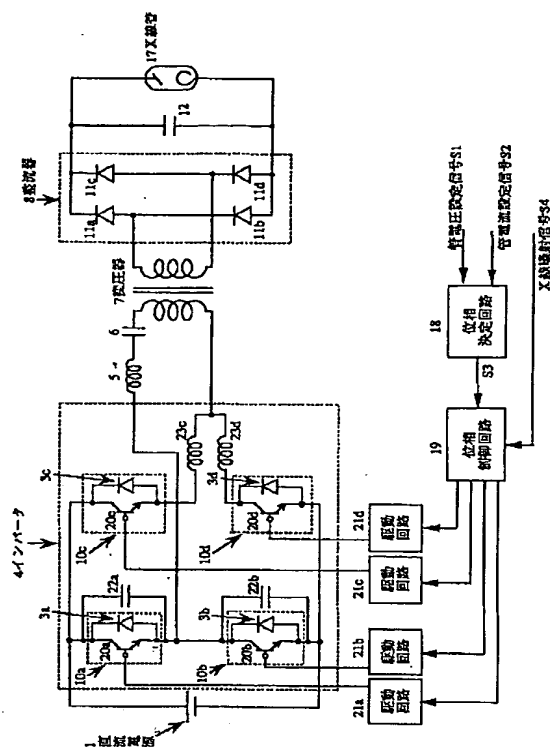 1 直流電源
4インバータ
3a
3b
3c
3d
10a
10b
10c
10d
20a
20b
20c
20d
22a
22b
23c
23d
5
6
7変圧器
8整流器
11a
11b
11c
11d
12
17X線管
18
位相
決定回路
管電圧設定信号S1
管電流設定信号S2
S3
19
位相
制御回路
X線曝射信号S4
21a
駆動回路
21b
駆動回路
21c
駆動回路
21d
駆動回路